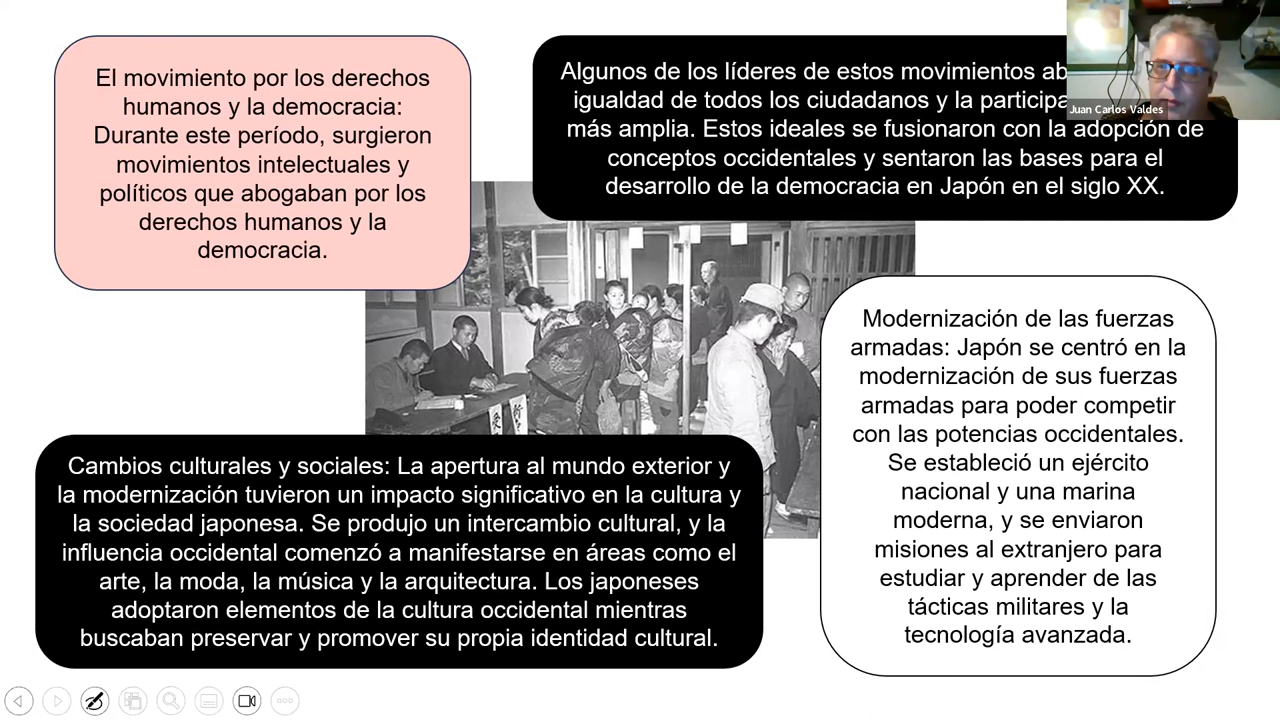 El movimiento por los derechos
humanos y la democracia:
Durante este período, surgieron
movimientos intelectuales y
políticos que abogaban por los
derechos humanos y la
democracia.
Algunos de los líderes de estos movimientos
igualdad de todos los ciudadanos y la
más amplia. Estos ideales se fusionaron con la adopción de
conceptos occidentales y sentaron las bases para el
desarrollo de la democracia en Japón en el siglo XX.
Juan Carlos Valdes
Modernización de las fuerzas
armadas: Japón se centró en la
modernización de sus fuerzas
armadas para poder competir
con las potencias occidentales.
Se estableció un ejército
nacional y una marina
moderna, y se enviaron
misiones al extranjero para
estudiar y aprender de las
tácticas militares y la
tecnología avanzada.
Cambios culturales y sociales: La apertura al mundo exterior y
la modernización tuvieron un impacto significativo en la cultura y
la sociedad japonesa. Se produjo un intercambio cultural, y la
influencia occidental comenzó a manifestarse en áreas como el
arte, la moda, la música y la arquitectura. Los japoneses
adoptaron elementos de la cultura occidental mientras
buscaban preservar y promover su propia identidad cultural.